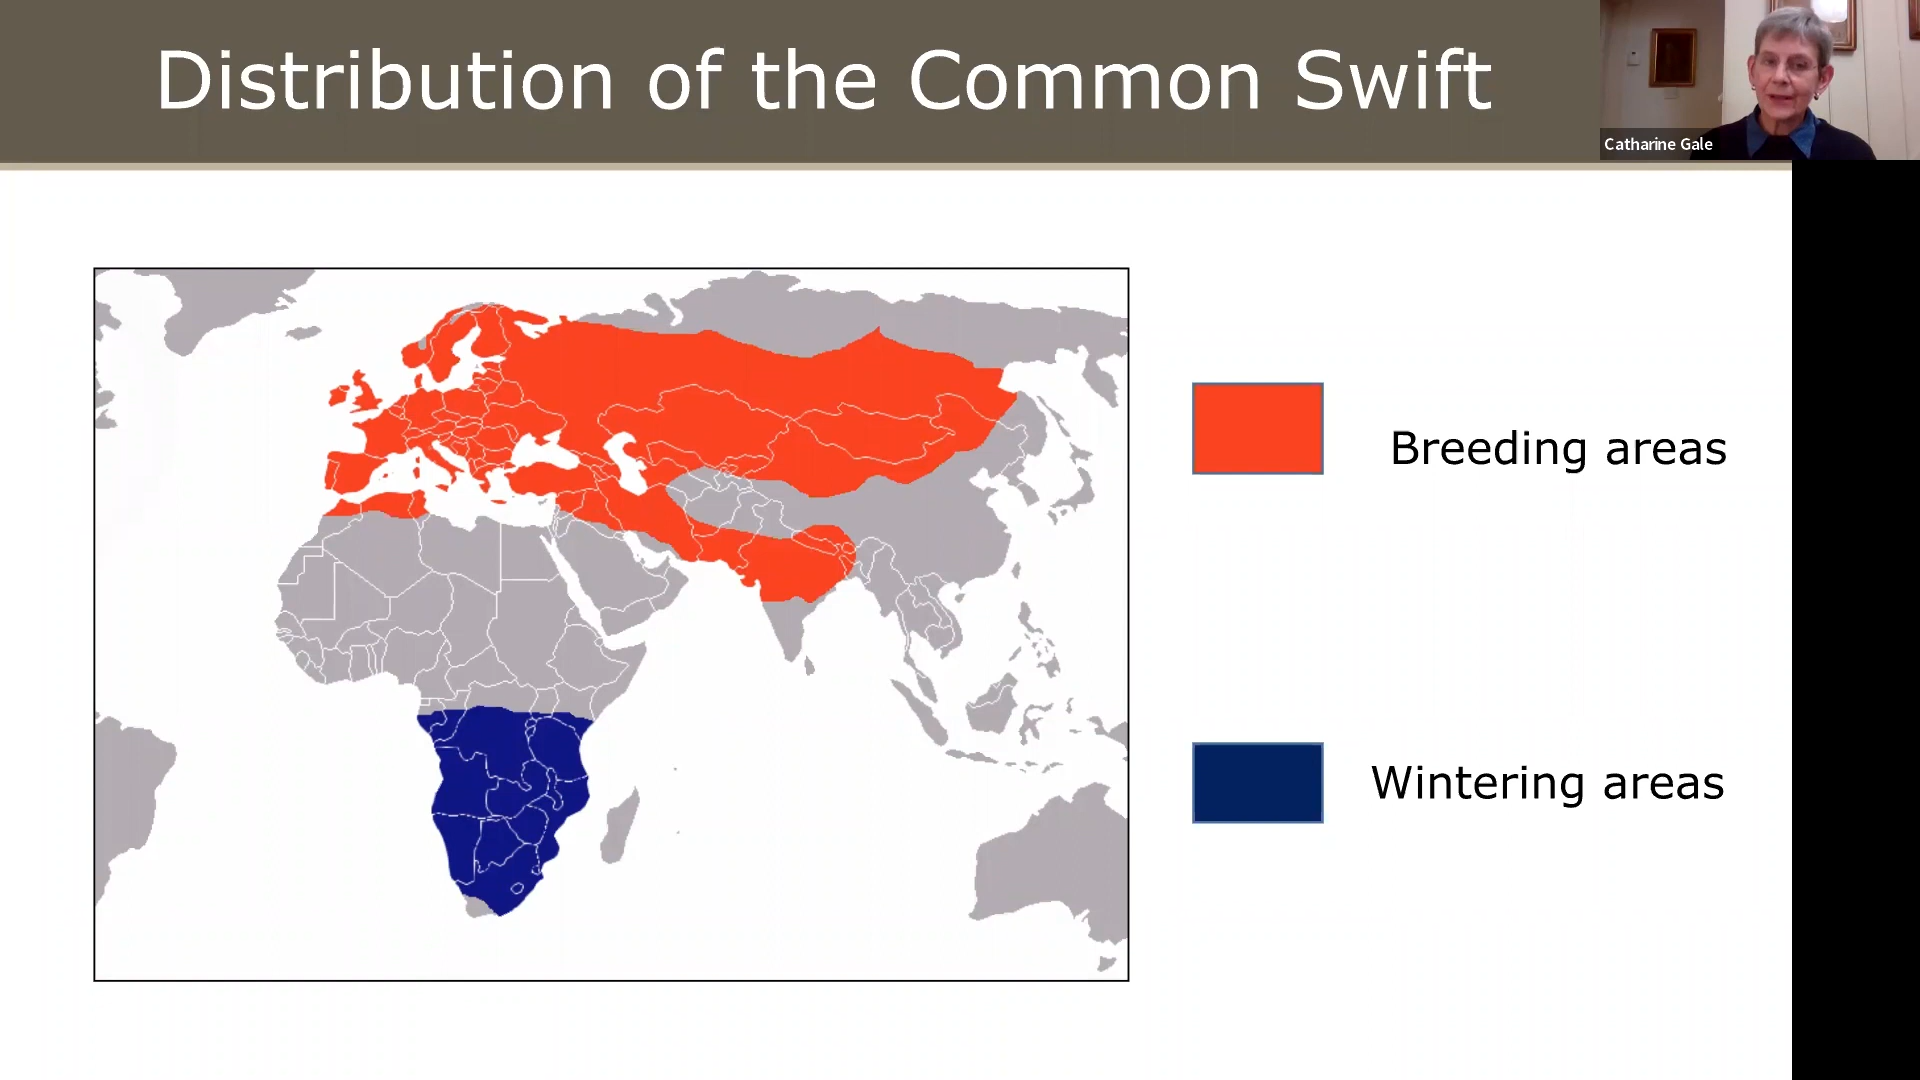 Distribution of the Common Swift
Catharine Gale
Breeding areas
Wintering areas